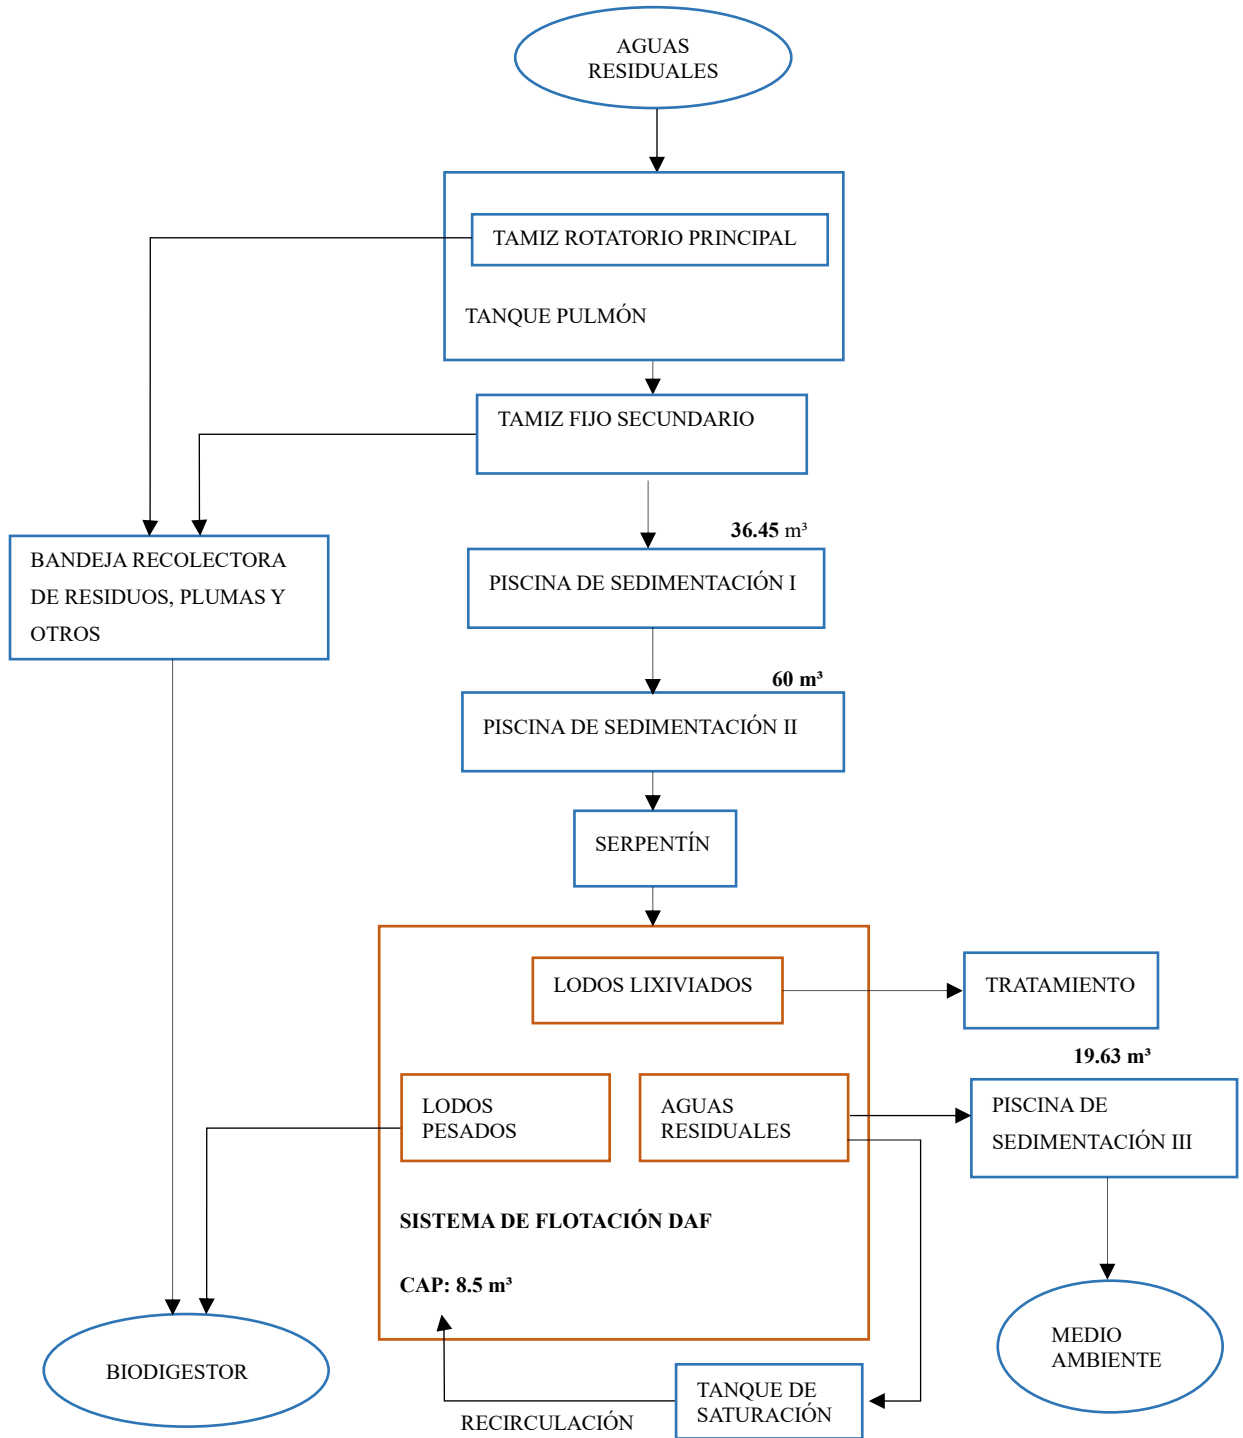 AGUAS
RESIDUALES
TAMIZ ROTATORIO PRINCIPAL
TANQUE PULMÓN
TAMIZ FIJO SECUNDARIO
36.45 m³
BANDEJA RECOLECTORA
DE RESIDUOS, PLUMAS Y
OTROS
PISCINA DE SEDIMENTACIÓN I
60 m³
PISCINA DE SEDIMENTACIÓN II
SERPENTÍN
LODOS LIXIVIADOS
TRATAMIENTO
19.63 m³
LODOS
PESADOS
AGUAS
RESIDUALES
PISCINA DE
SEDIMENTACIÓN III
SISTEMA DE FLOTACIÓN DAF
CAP: 8.5 m³
BIODIGESTOR
MEDIO
AMBIENTE
TANQUE DE
SATURACIÓN
RECIRCULACIÓN